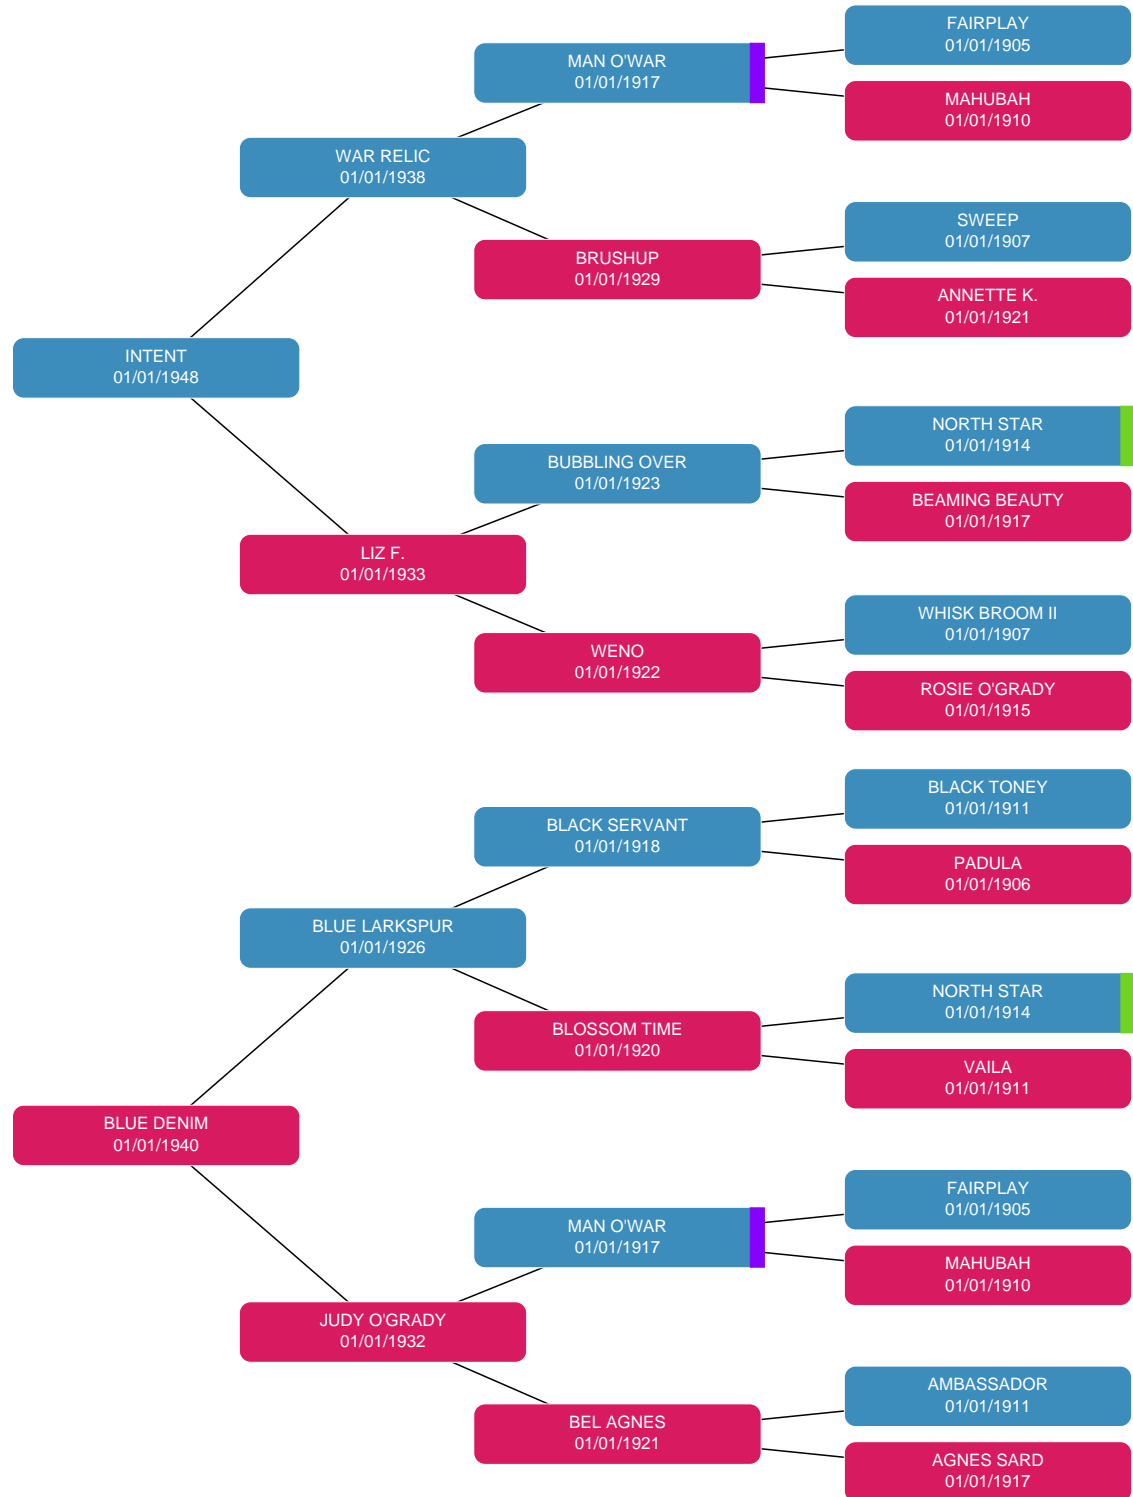 FAIRPLAY
01/01/1905
MAN O'WAR
01/01/1917
MAHUBAH
01/01/1910
WAR RELIC
01/01/1938
SWEEP
01/01/1907
BRUSHUP
01/01/1929
ANNETTE K.
01/01/1921
INTENT
01/01/1948
NORTH STAR
01/01/1914
BUBBLING OVER
01/01/1923
BEAMING BEAUTY
01/01/1917
LIZ F.
01/01/1933
WHISK BROOM II
01/01/1907
WENO
01/01/1922
ROSIE O'GRADY
01/01/1915
BLACK TONEY
01/01/1911
BLACK SERVANT
01/01/1918
PADULA
01/01/1906
BLUE LARKSPUR
01/01/1926
NORTH STAR
01/01/1914
BLOSSOM TIME
01/01/1920
VAILA
01/01/1911
BLUE DENIM
01/01/1940
FAIRPLAY
01/01/1905
MAN O'WAR
01/01/1917
MAHUBAH
01/01/1910
JUDY O'GRADY
01/01/1932
AMBASSADOR
01/01/1911
BEL AGNES
01/01/1921
AGNES SARD
01/01/1917